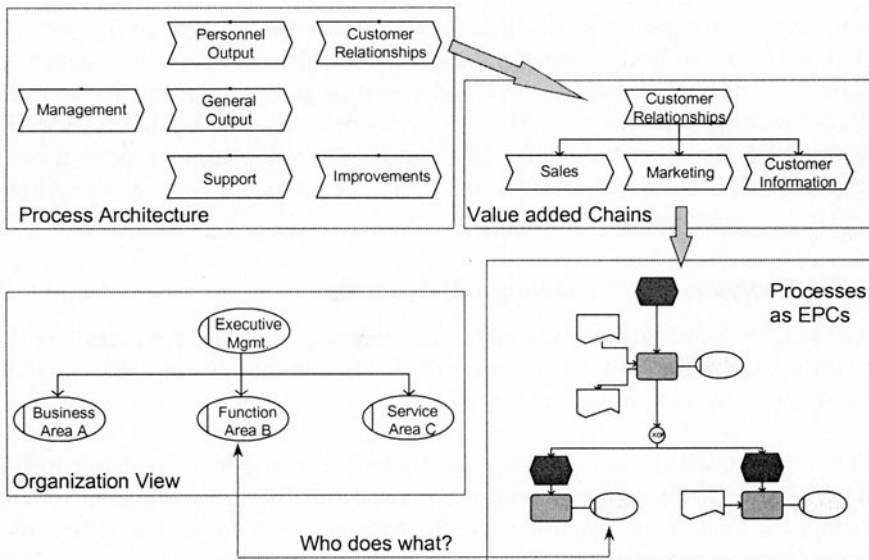 Personnel
Output
Customer
Relationships
Management
General
Output
Support
Improvements
Process Architecture
Customer
Relationships
Sales
Marketing
Customer
Information
Value added Chains
Processes
as EPCs
Executive
Mgmt.
Business
Area A
Function
Area B
Service
Area C
Organization View
XOR
Who does what?